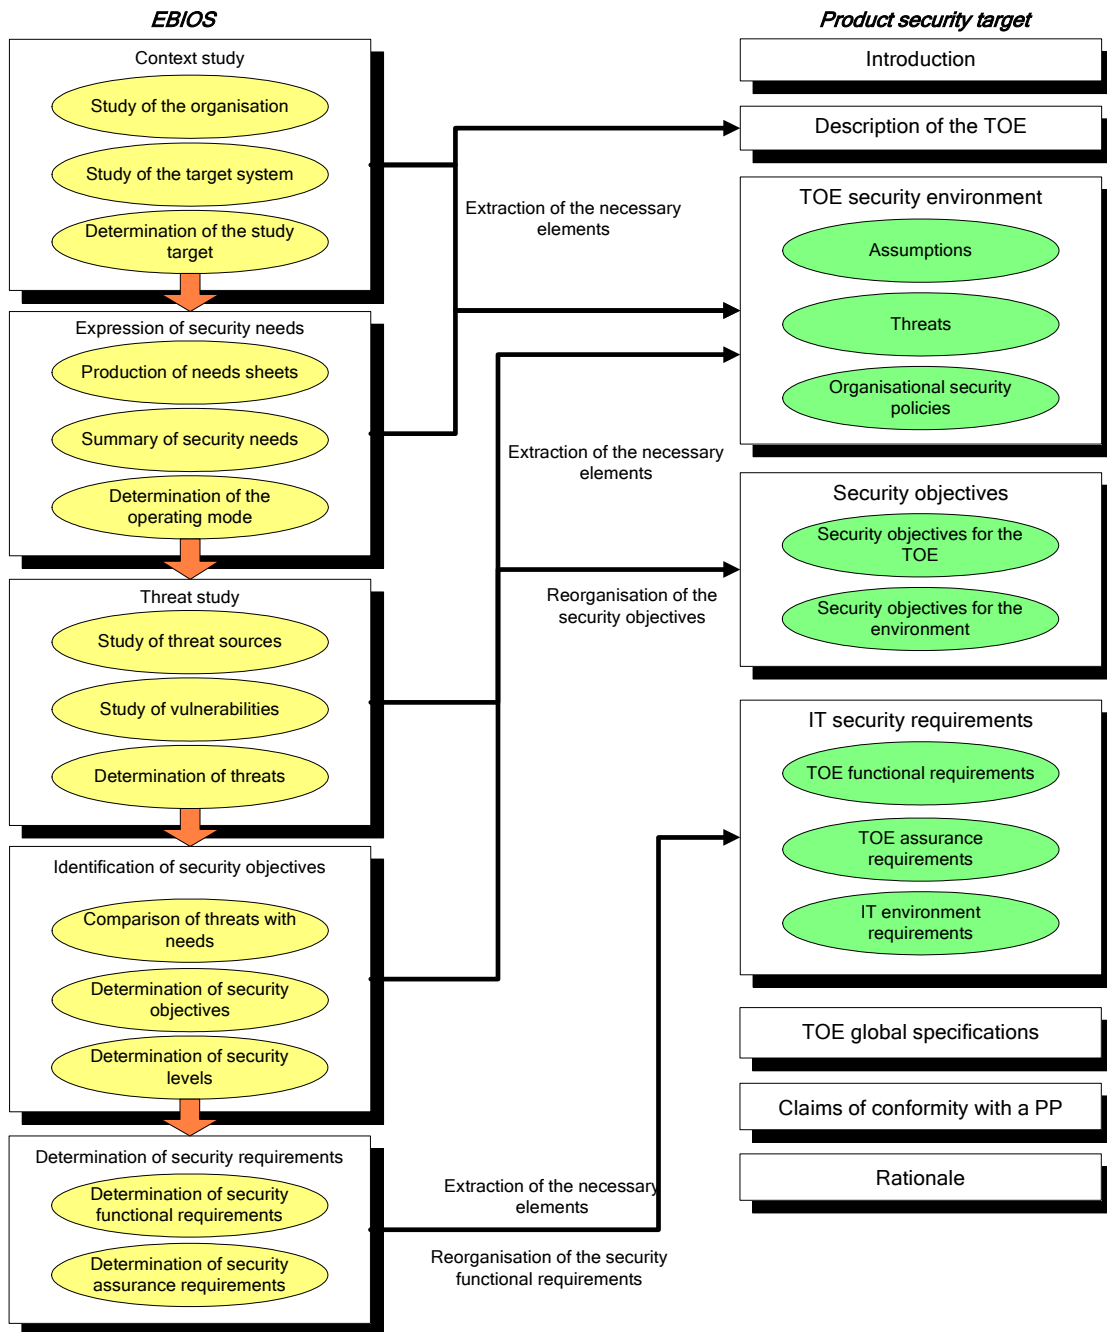 EBIOS
Context study
Study of the organisation
Study of the target system
Determination of the study
target
Expression of security needs
Production of needs sheets
Summary of security needs
Determination of the
operating mode
Threat study
Study of threat sources
Study of vulnerabilities
Determination of threats
Identification of security objectives
Comparison of threats with
needs
Determination of security
objectives
Determination of security
levels
Determination of security requirements
Determination of security
functional requirements
Determination of security
assurance requirements
Extraction of the necessary
elements
Extraction of the necessary
elements
Reorganisation of the
security objectives
Extraction of the necessary
elements
Reorganisation of the security
functional requirements
Product security target
Introduction
Description of the TOE
TOE security environment
Assumptions
Threats
Organisational security
policies
Security objectives
Security objectives for the
TOE
Security objectives for the
environment
IT security requirements
TOE functional requirements
TOE assurance
requirements
IT environment
requirements
TOE global specifications
Claims of conformity with a PP
Rationale